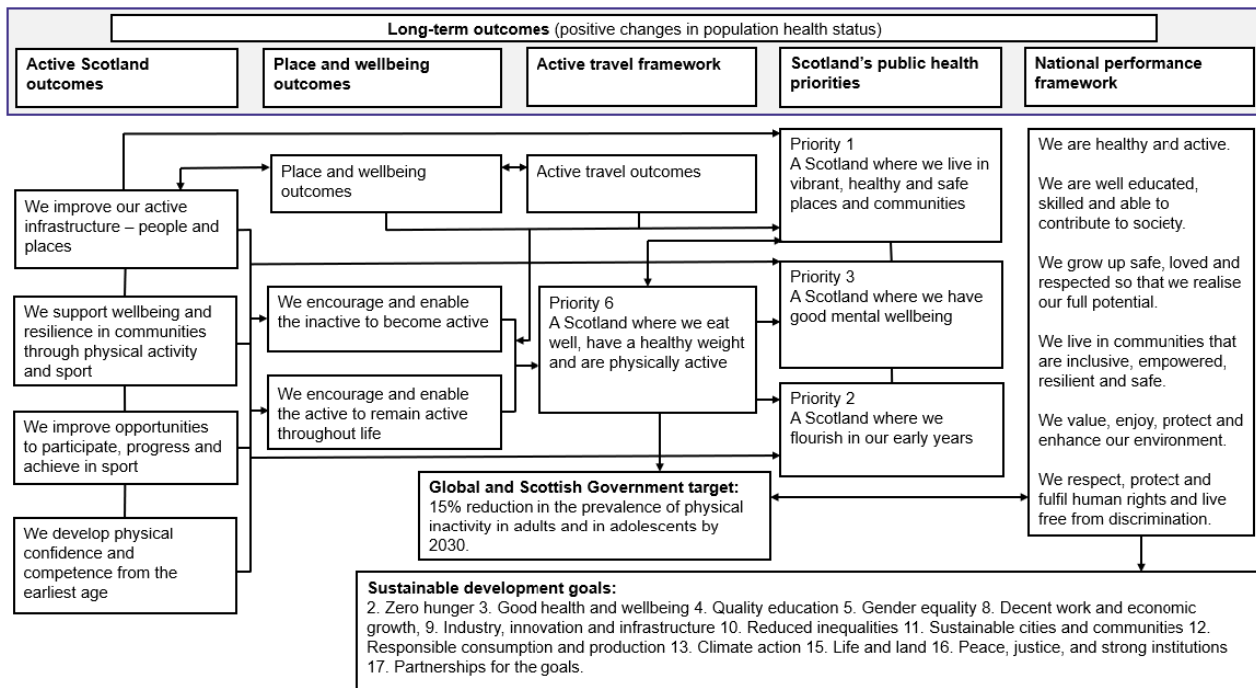 Long-term outcomes (positive changes in population health status)
Active Scotland
outcomes
Place and wellbeing
outcomes
Active travel framework
Scotland's public health
priorities
National performance
framework
We improve our active
infrastructure – people and
places
We support wellbeing and
resilience in communities
through physical activity
and sport
We improve opportunities
to participate, progress and
achieve in sport
We develop physical
confidence and
competence from the
earliest age
Place and wellbeing
outcomes
We encourage and enable
the inactive to become active
We encourage and enable
the active to remain active
throughout life
Active travel outcomes
Priority 6
A Scotland where we eat
well, have a healthy weight
and are physically active
Priority 1
A Scotland where we live in
vibrant, healthy and safe
places and communities
Priority 3
A Scotland where we have
good mental wellbeing
Priority 2
A Scotland where we
flourish in our early years
We are healthy and active.
We are well educated,
skilled and able to
contribute to society.
We grow up safe, loved and
respected so that we realise
our full potential.
We live in communities that
are inclusive, empowered,
resilient and safe.
We value, enjoy, protect and
enhance our environment.
We respect, protect and
fulfil human rights and live
free from discrimination.
Global and Scottish Government target:
15% reduction in the prevalence of physical
inactivity in adults and in adolescents by
2030.
Sustainable development goals:
2. Zero hunger 3. Good health and wellbeing 4. Quality education 5. Gender equality 8. Decent work and economic
growth, 9. Industry, innovation and infrastructure 10. Reduced inequalities 11. Sustainable cities and communities 12.
Responsible consumption and production 13. Climate action 15. Life and land 16. Peace, justice, and strong institutions
17. Partnerships for the goals.